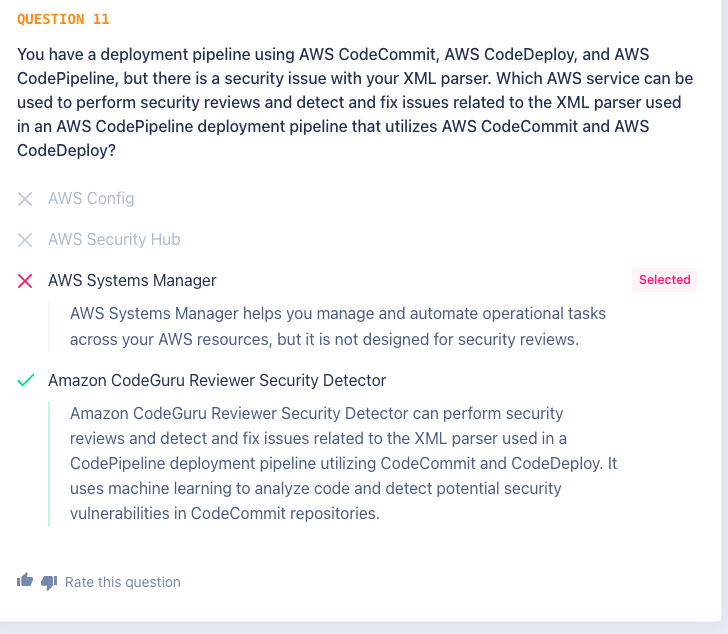 QUESTION 11
You have a deployment pipeline using AWS CodeCommit, AWS CodeDeploy, and AWS
CodePipeline, but there is a security issue with your XML parser. Which AWS service can be
used to perform security reviews and detect and fix issues related to the XML parser used
in an AWS CodePipeline deployment pipeline that utilizes AWS CodeCommit and AWS
CodeDeploy?
AWS Config
AWS Security Hub
AWS Systems Manager
Selected
AWS Systems Manager helps you manage and automate operational tasks
across your AWS resources, but it is not designed for security reviews.
Amazon CodeGuru Reviewer Security Detector
Amazon CodeGuru Reviewer Security Detector can perform security
reviews and detect and fix issues related to the XML parser used in a
CodePipeline deployment pipeline utilizing CodeCommit and CodeDeploy. It
uses machine learning to analyze code and detect potential security
vulnerabilities in CodeCommit repositories.
Rate this question